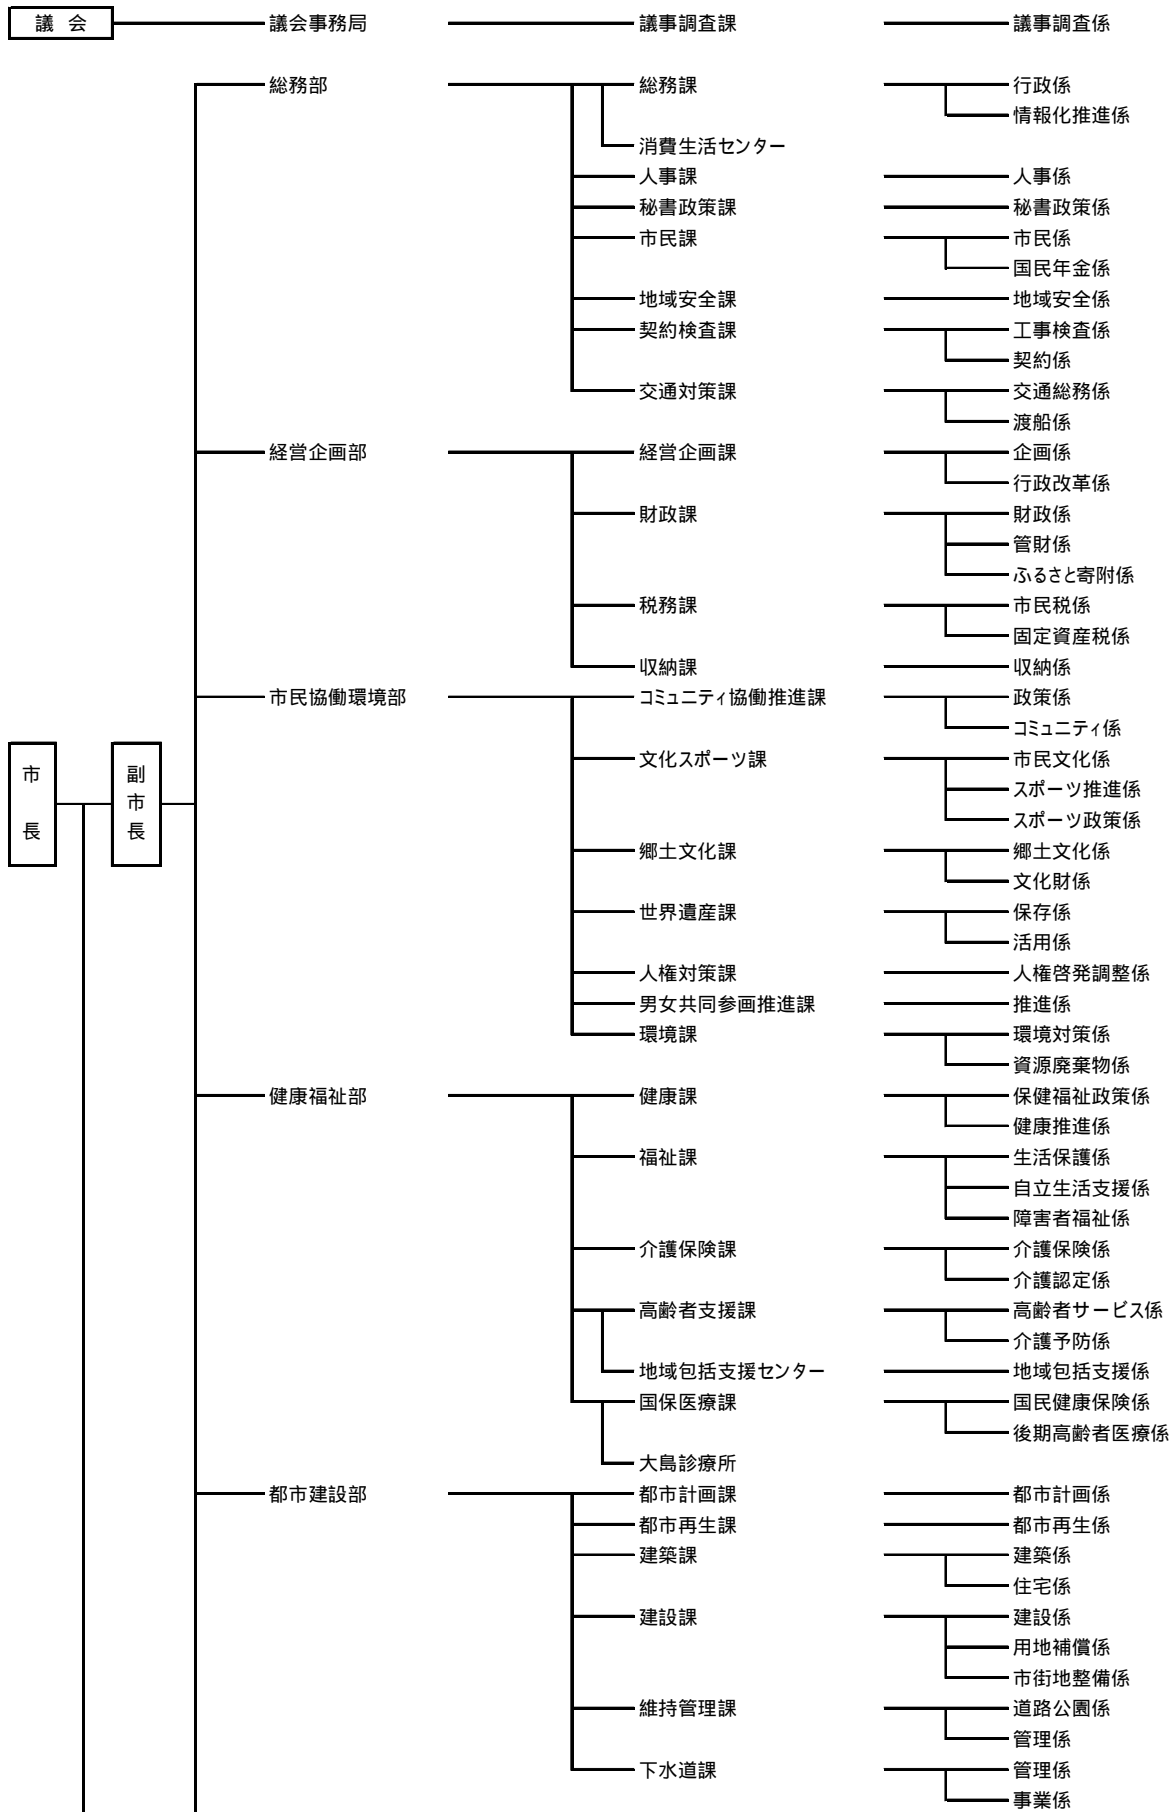 議会 議会事務局 議事調査課 議事調査係
総務部 総務課 行政係
情報化推進係
消費生活センター
人事課 人事係
秘書政策課 秘書政策係
市民課 市民係
国民年金係
地域安全課 地域安全係
契約検査課 工事検査係
契約係
交通対策課 交通総務係
渡船係
経営企画部 経営企画課 企画係
行政改革係
財政課 財政係
管財係
ふるさと寄附係
税務課 市民税係
固定資産税係
収納課 収納係
市民協働環境部 コミュニティ協働推進課 政策係
コミュニティ係
市長 副市長
文化スポーツ課 市民文化係
スポーツ推進係
スポーツ政策係
郷土文化課 郷土文化係
文化財係
世界遺産課 保存係
活用係
人権対策課 人権啓発調整係
男女共同参画推進課 推進係
環境課 環境対策係
資源廃棄物係
健康福祉部 健康課 保健福祉政策係
健康推進係
福祉課 生活保護係
自立生活支援係
障害者福祉係
介護保険課 介護保険係
介護認定係
高齢者支援課 高齢者サービス係
介護予防係
地域包括支援センター 地域包括支援係
国保医療課 国民健康保険係
後期高齢者医療係
大島診療所
都市建設部 都市計画課 都市計画係
都市再生課 都市再生係
建築課 建築係
住宅係
建設課 建設係
用地補償係
市街地整備係
維持管理課 道路公園係
管理係
下水道課 管理係
事業係